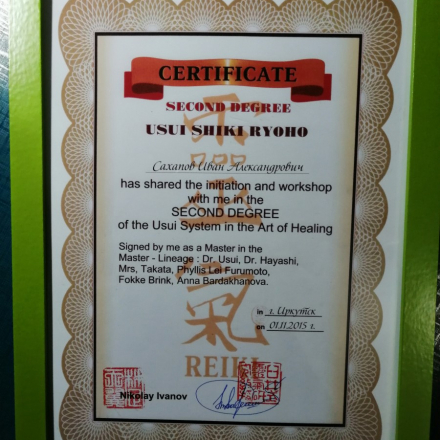 CERTIFICATE
SECOND DEGREE
USUI SHIKI RYOHO
Сахапов Иван Александрович
has shared the initiation and workshop
with me in the
SECOND DEGREE
of the Usui System in the Art of Healing
Signed by me as a Master in the
Master - Lineage : Dr. Usui, Dr. Hayashi,
Mrs, Takata, Phyllis Lei Furumoto,
Fokke Brink, Anna Bardakhanova.
in г. Иркутск
on 01.11.2015 г.
靈氣
REIKI
Nikolay Ivanov